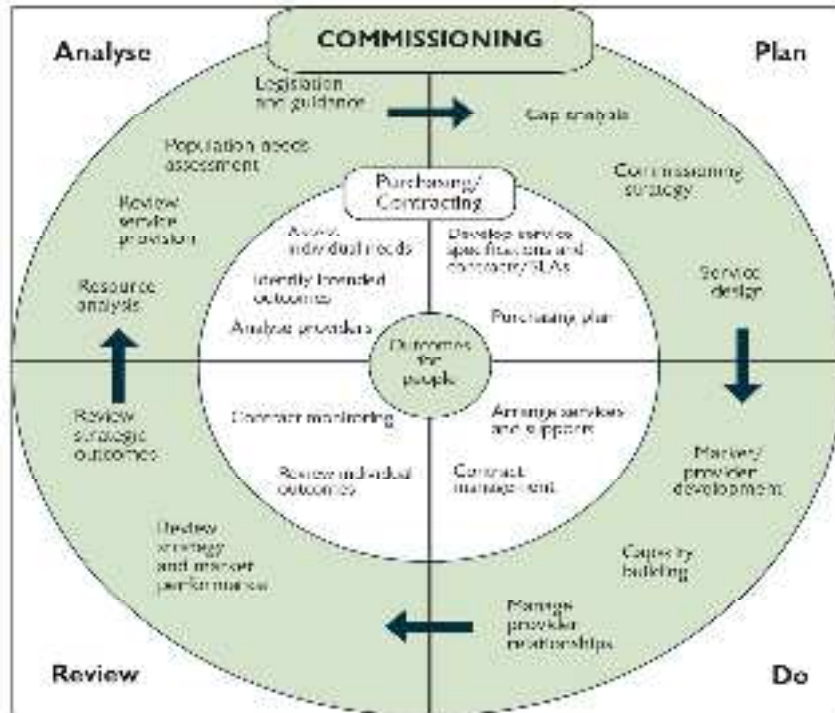 COMMISSIONING
Analyse
Plan
Legislation
and guidance
Gap analysis
Population needs
assessment
Commissioning
strategy
Review
service
provision
Purchasing/
Contracting
Assess
individual needs
Develop service
specifications and
contracts/SLAs
Identify intended
outcomes
Resource
analysis
Service
design
Analyse providers
Purchasing plan
Outcomes
for
people
Contract monitoring
Arrange services
and supports
Review
strategic
outcomes
Market/
provider
development
Review individual
outcomes
Contract
management
Review
strategy
and market
performance
Capacity
building
Manage
provider
relationships
Review
Do